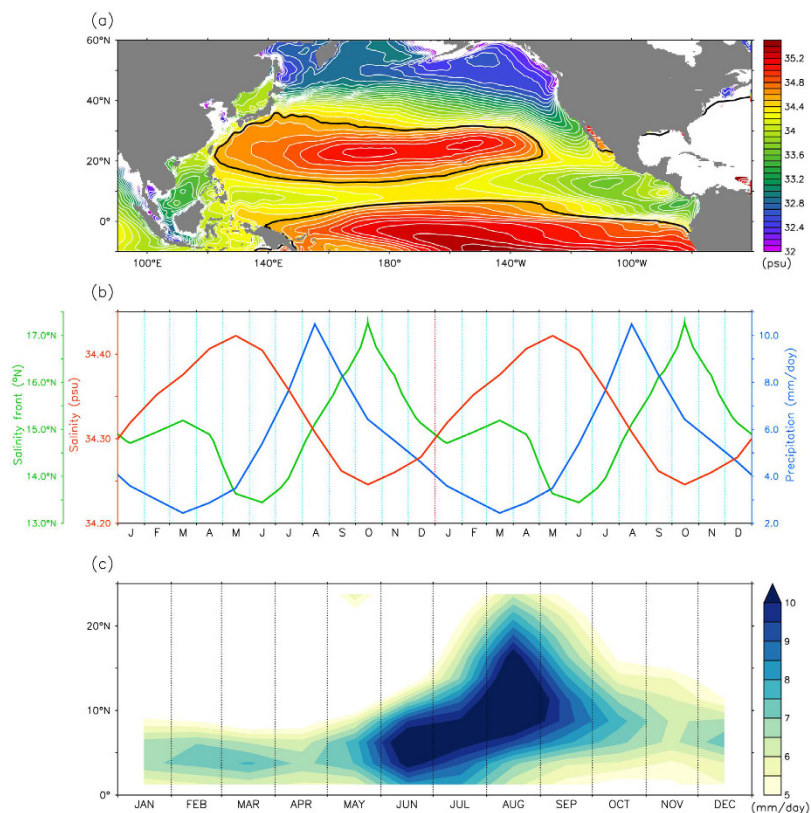 (a)
60°N
40°N
20°N
0°
100°E
140°E
180°W
140°W
100°W
35.2
34.8
34.4
34
33.6
33.2
32.8
32.4
32
(psu)
(b)
Salinity front (°N)
17.0°N
16.0°N
15.0°N
14.0°N
13.0°N
Salinity (psu)
34.40
34.30
34.20
10.0
8.0
6.0
4.0
2.0
Precipitation (mm/day)
J F M A M J J A S O N D J F M A M J J A S O N D
(c)
20°N
10°N
0°
JAN FEB MAR APR MAY JUN JUL AUG SEP OCT NOV DEC
10
9
8
7
6
5
(mm/day)